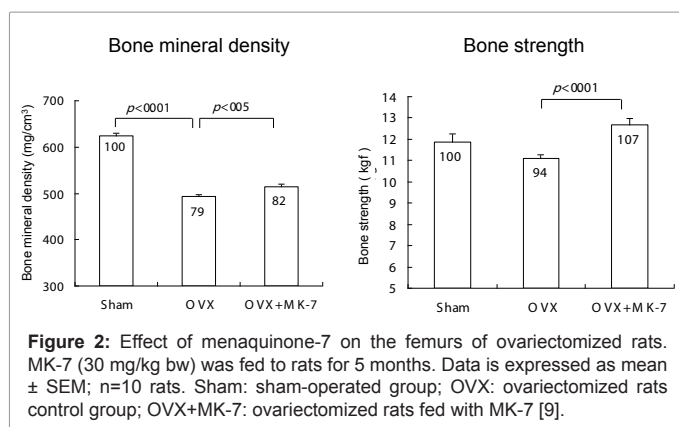 Bone mineral density
Bone mineral density (mg/cm³)
700
600
500
400
300
p<0001
p<005
100
79
82
Sham
OVX
OVX+MK-7
Bone strength
Bone strength ( kgf )
14
13
12
11
10
9
8
7
6
5
p<0001
100
94
107
Sham
OVX
OVX+MK-7
Figure 2: Effect of menaquinone-7 on the femurs of ovariectomized rats.
MK-7 (30 mg/kg bw) was fed to rats for 5 months. Data is expressed as mean
± SEM; n=10 rats. Sham: sham-operated group; OVX: ovariectomized rats
control group; OVX+MK-7: ovariectomized rats fed with MK-7 [9].